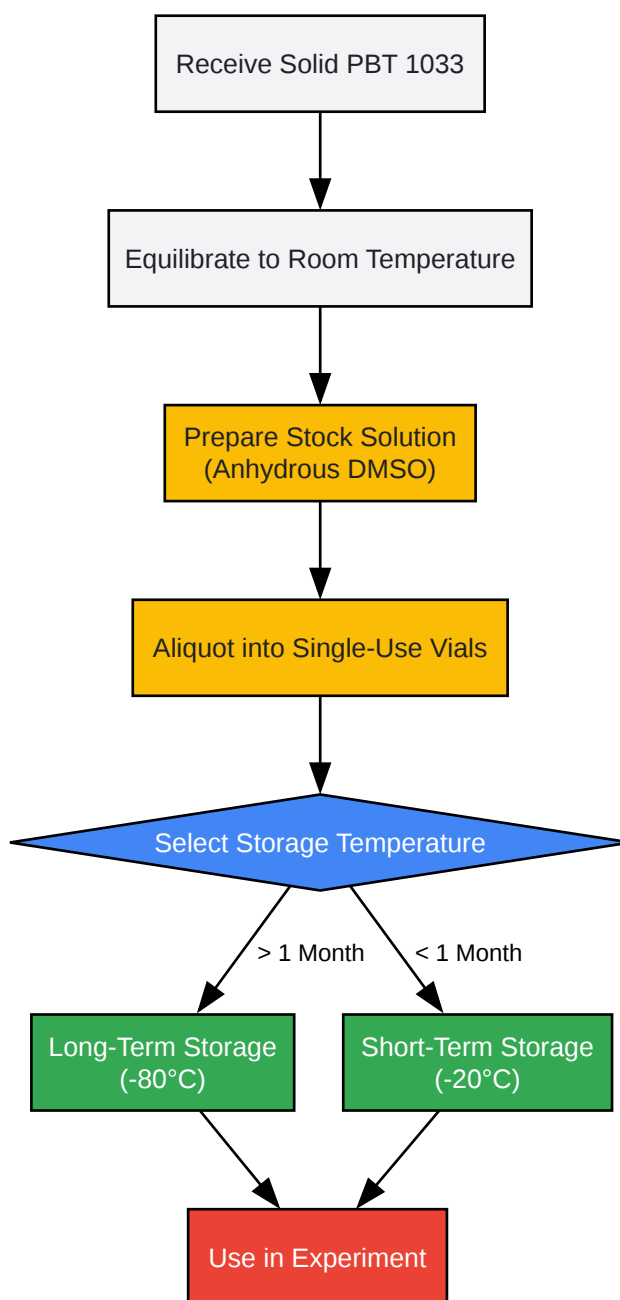 Receive Solid PBT 1033
Equilibrate to Room Temperature
Prepare Stock Solution
(Anhydrous DMSO)
Aliquot into Single-Use Vials
Select Storage Temperature
> 1 Month
< 1 Month
Long-Term Storage
(-80°C)
Short-Term Storage
(-20°C)
Use in Experiment